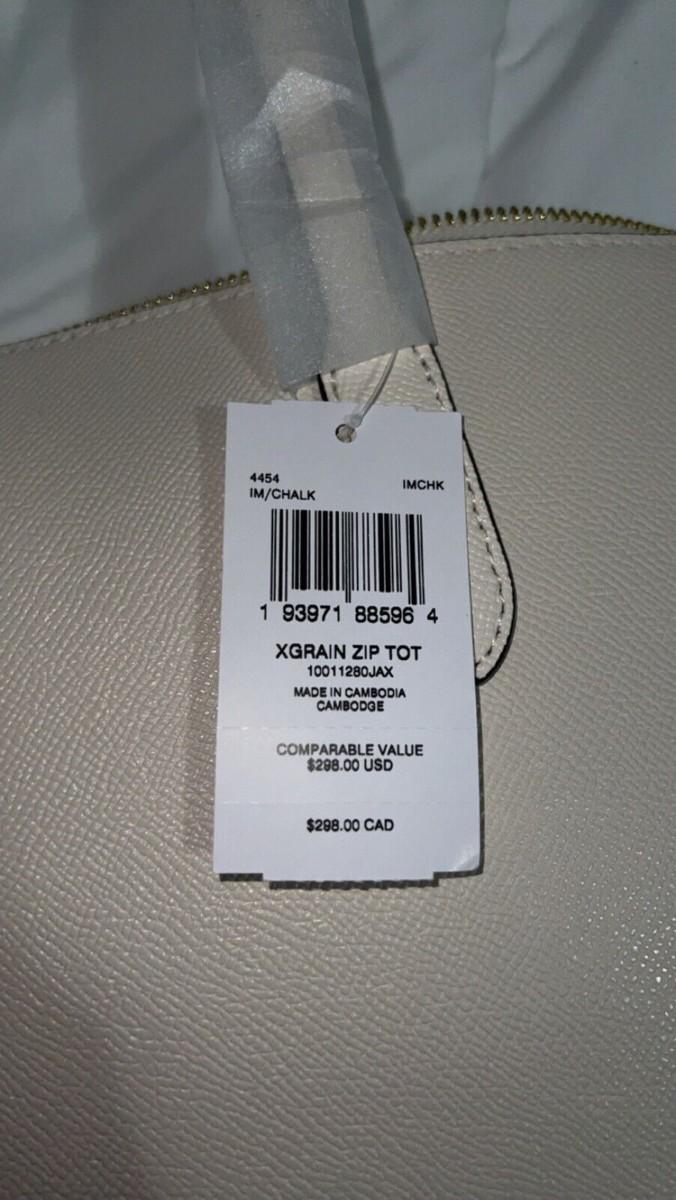 4454
IM/CHALK
IMCHK
1 93971 88596 4
XGRAIN ZIP TOT
10011280JAX
MADE IN CAMBODIA
CAMBODGE
COMPARABLE VALUE
$298.00 USD
$298.00 CAD